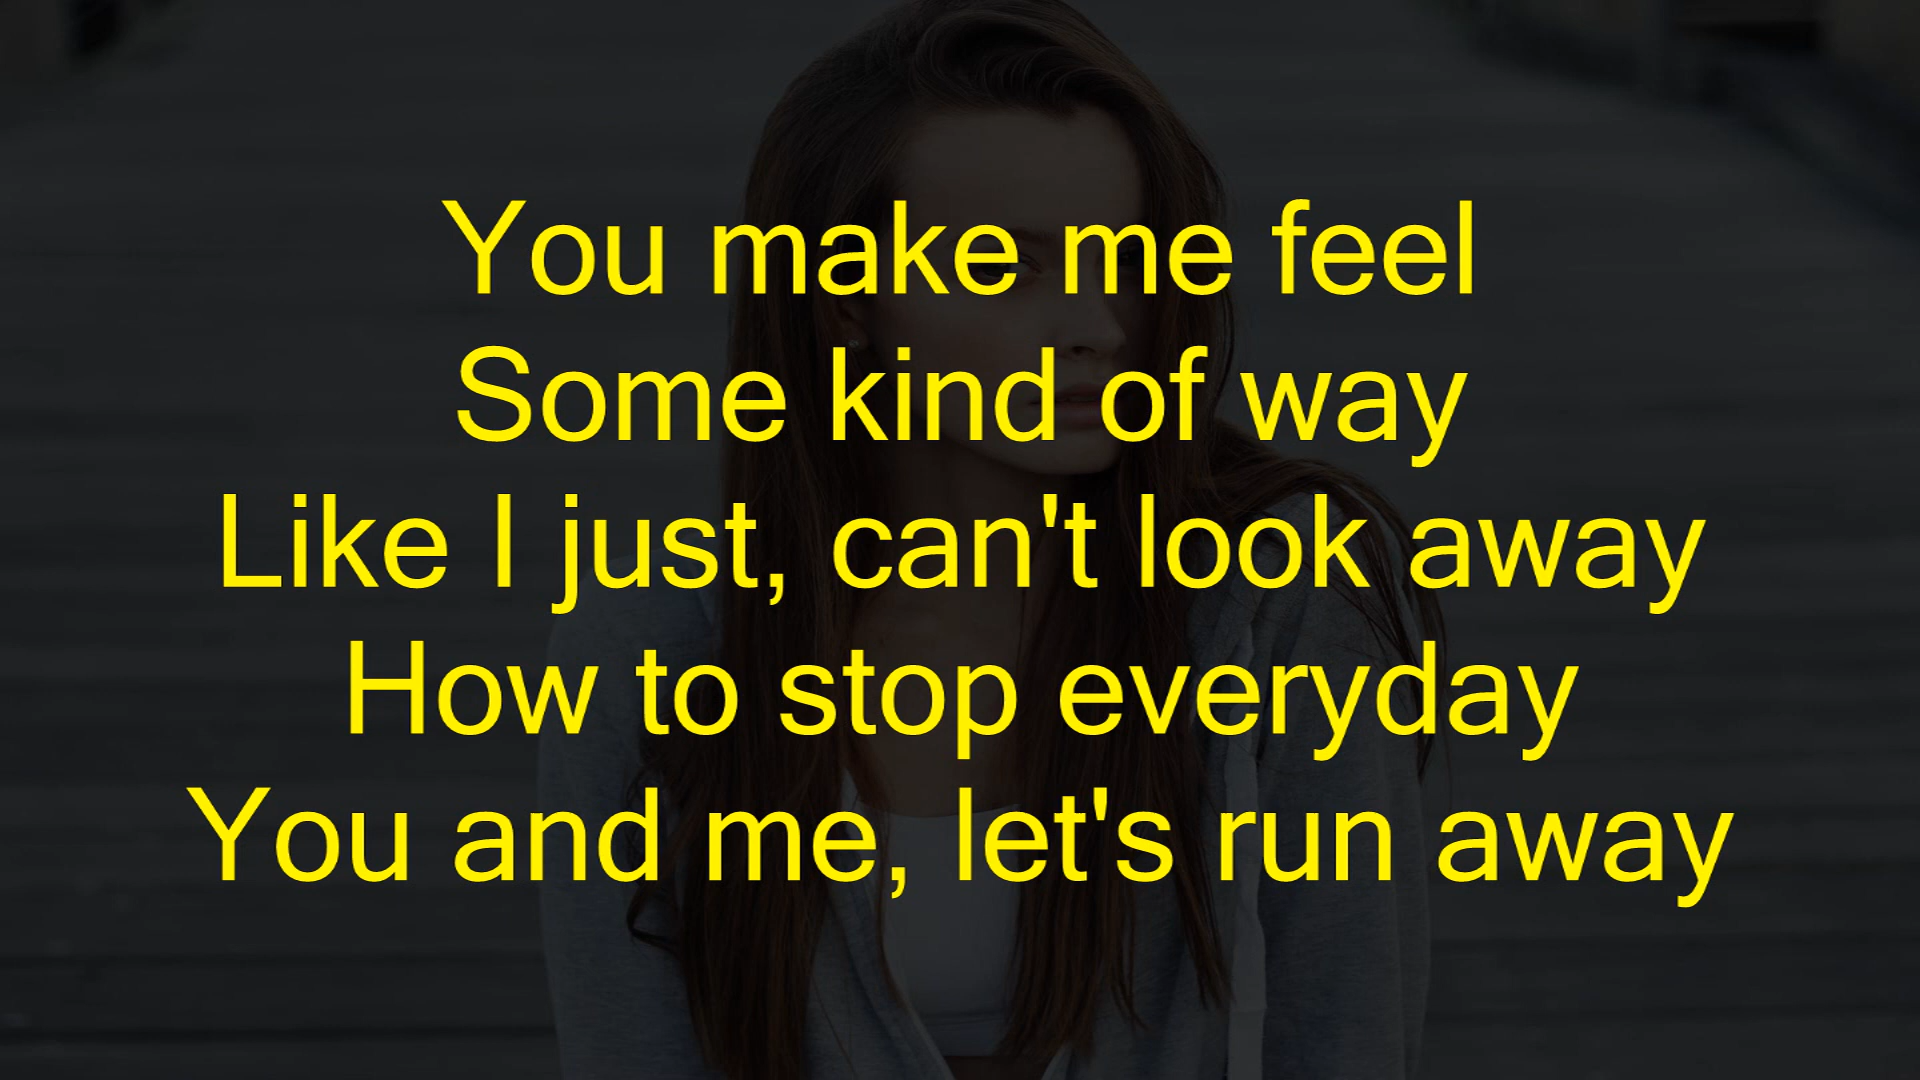 You make me feel
Some kind of way
Like I just, can't look away
How to stop everyday
You and me, let's run away